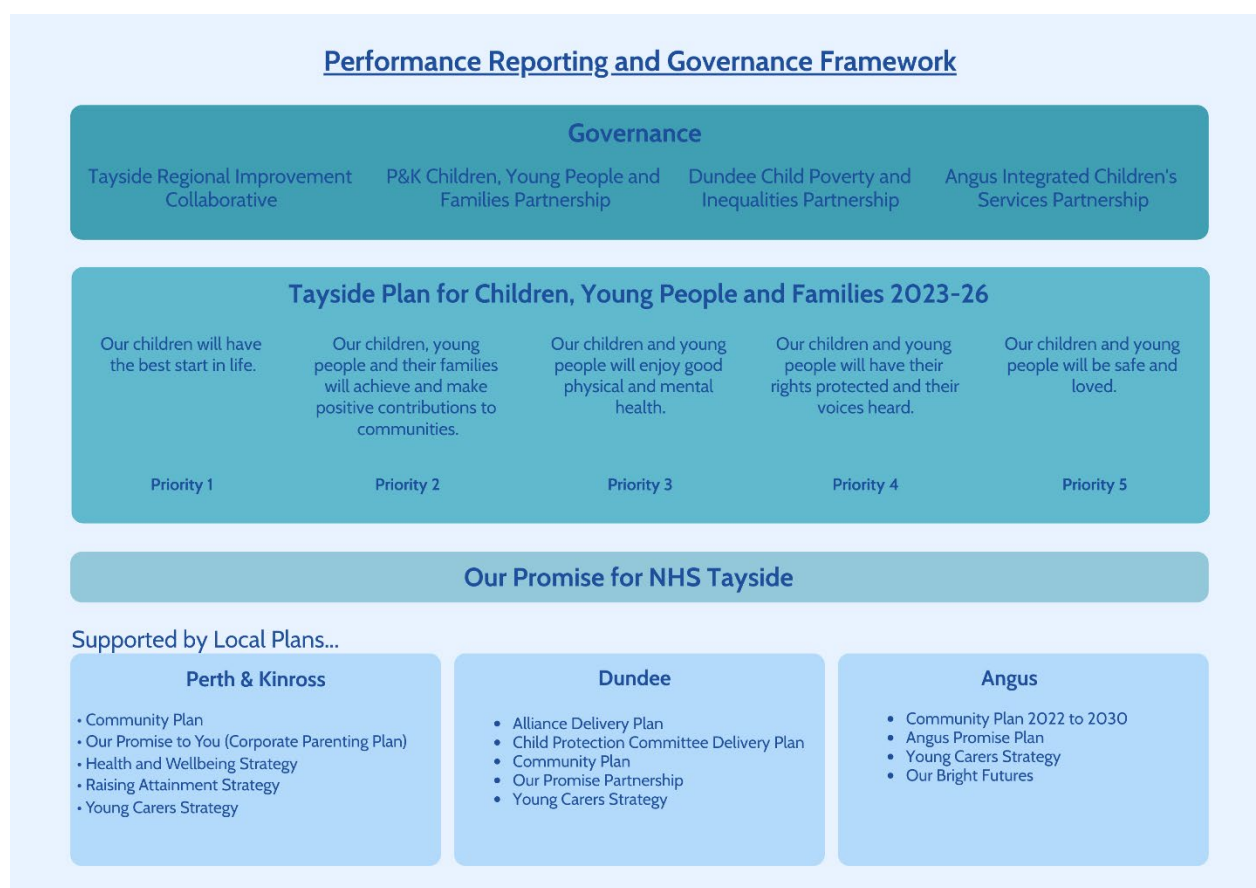 Performance Reporting and Governance Framework
Governance
Tayside Regional Improvement
Collaborative
P&K Children, Young People and
Families Partnership
Dundee Child Poverty and
Inequalities Partnership
Angus Integrated Children's
Services Partnership
Tayside Plan for Children, Young People and Families 2023-26
Our children will have
the best start in life.
Priority 1
Our children, young
people and their families
will achieve and make
positive contributions to
communities.
Priority 2
Our children and young
people will enjoy good
physical and mental
health.
Priority 3
Our children and young
people will have their
rights protected and their
voices heard.
Priority 4
Our children and young
people will be safe and
loved.
Priority 5
Our Promise for NHS Tayside
Supported by Local Plans...
Perth & Kinross
• Community Plan
• Our Promise to You (Corporate Parenting Plan)
• Health and Wellbeing Strategy
• Raising Attainment Strategy
• Young Carers Strategy
Dundee
• Alliance Delivery Plan
• Child Protection Committee Delivery Plan
• Community Plan
• Our Promise Partnership
• Young Carers Strategy
Angus
• Community Plan 2022 to 2030
• Angus Promise Plan
• Young Carers Strategy
• Our Bright Futures